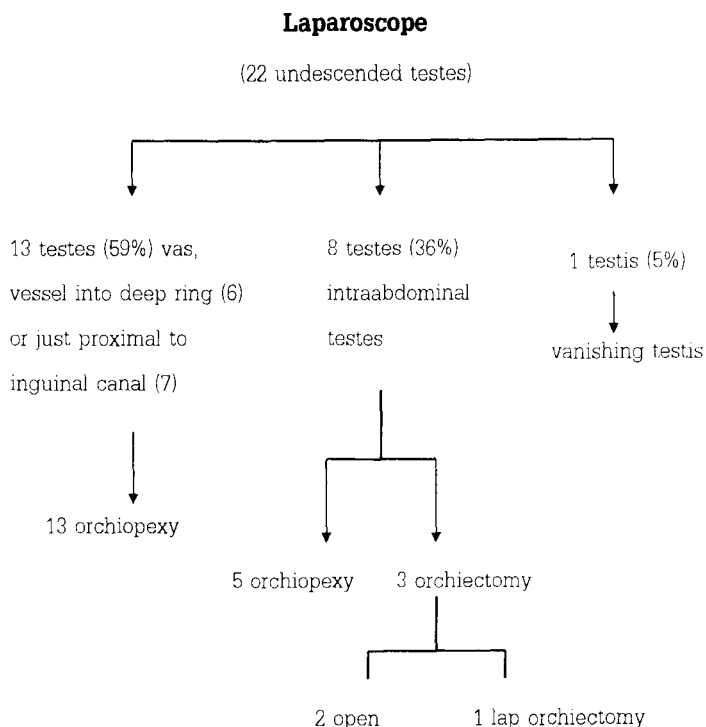 Laparoscope
(22 undescended testes)
13 testes (59%) vas,
vessel into deep ring (6)
or just proximal to
inguinal canal (7)
13 orchiopexy
8 testes (36%)
intraabdominal
testes
5 orchiopexy
3 orchiectomy
2 open
1 lap orchiectomy
1 testis (5%)
vanishing testis